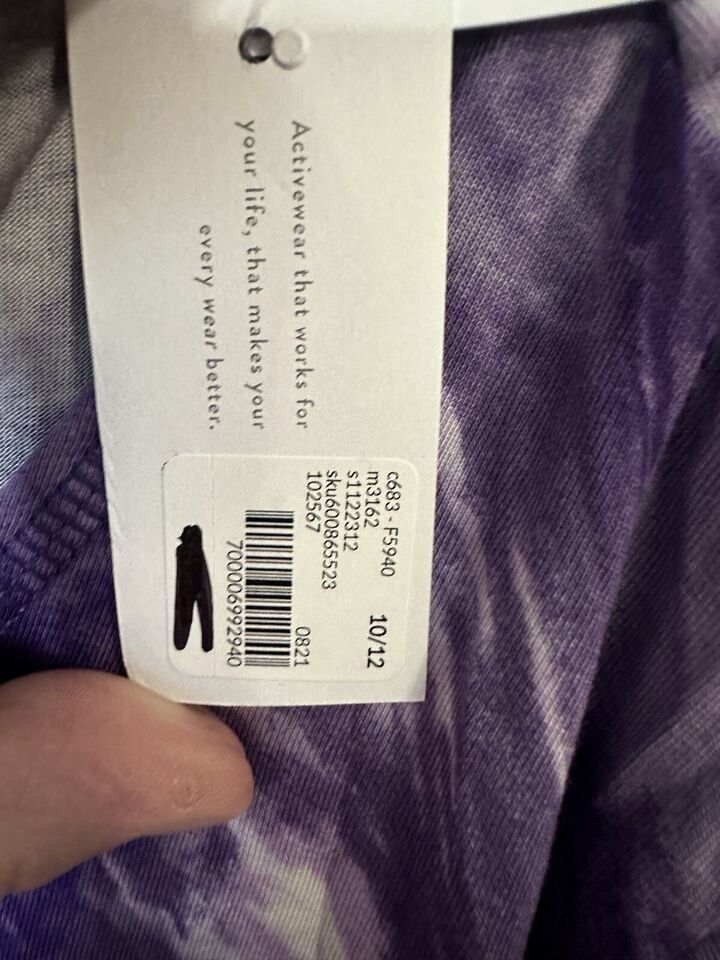 Activewear that works for
your life, that makes your
every wear better.
c683 - F5940
m3162 10/12
s1122312
sku600865523
102567
0821
700006992940